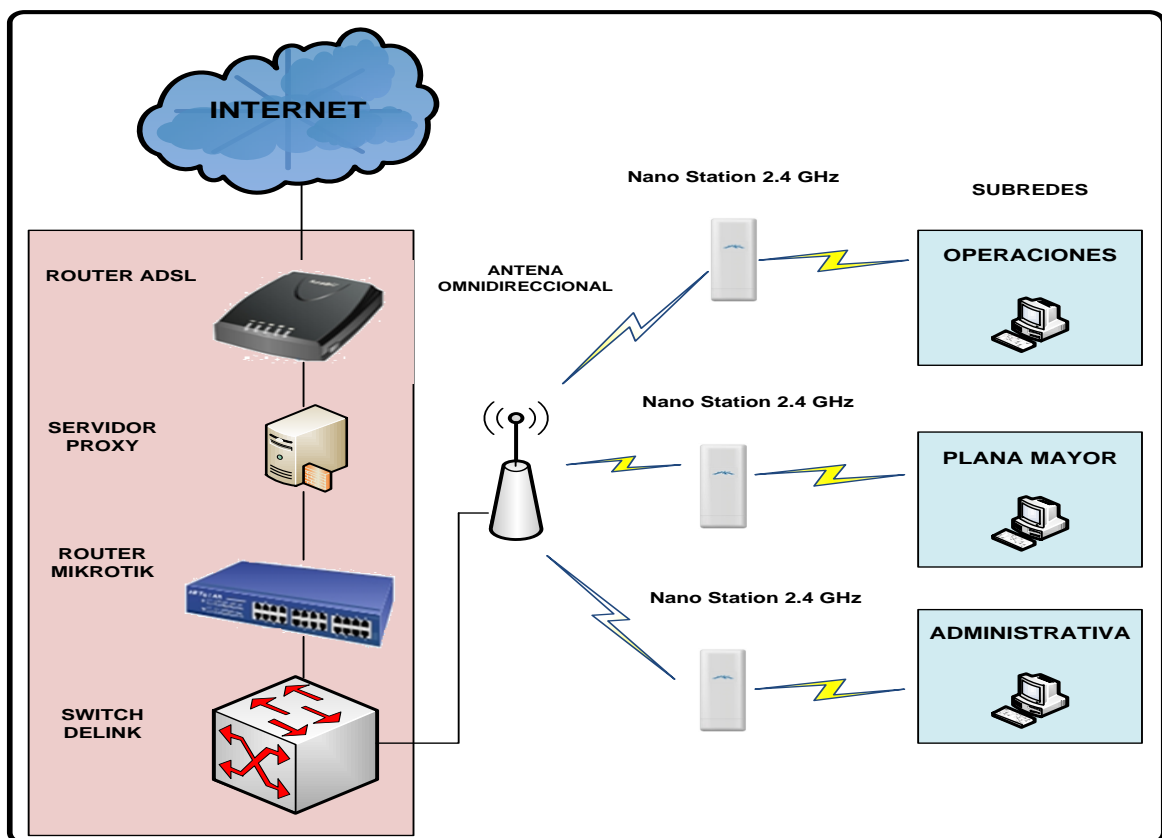 INTERNET
Nano Station 2.4 GHz
SUBREDES
ROUTER ADSL
ANTENA
OMNIDIRECCIONAL
OPERACIONES
SERVIDOR
PROXY
Nano Station 2.4 GHz
PLANA MAYOR
ROUTER
MIKROTIK
Nano Station 2.4 GHz
ADMINISTRATIVA
SWITCH
DELINK